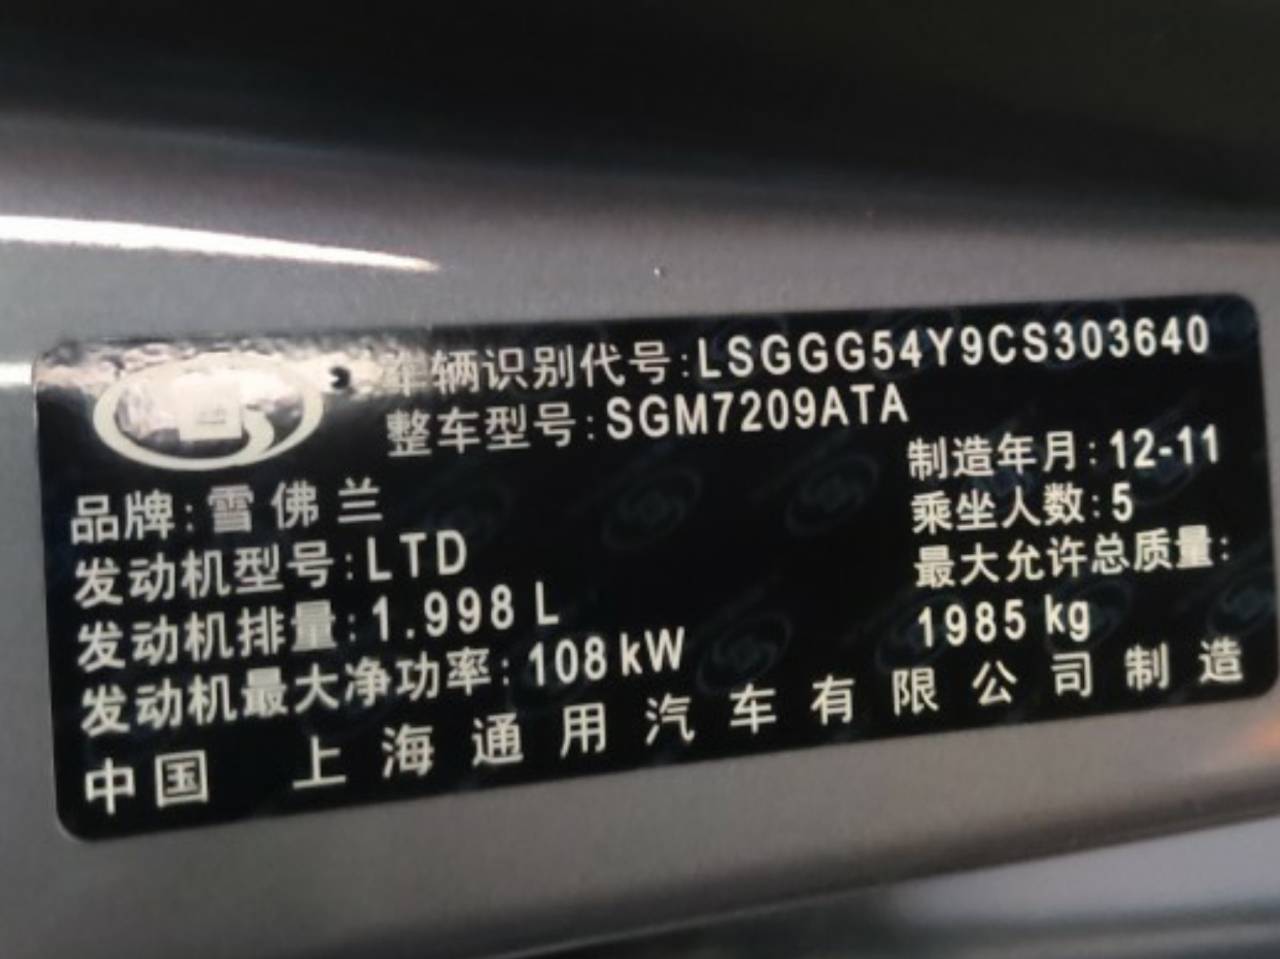 车辆识别代号:LSGGG54Y9CS303640
整车型号:SGM7209ATA
制造年月:12-11
品牌:雪佛兰
乘坐人数:5
发动机型号:LTD
最大允许总质量:
1985 kg
发动机排量:1.998 L
发动机最大净功率:108 kW
中国 上海通用汽车有限公司制造